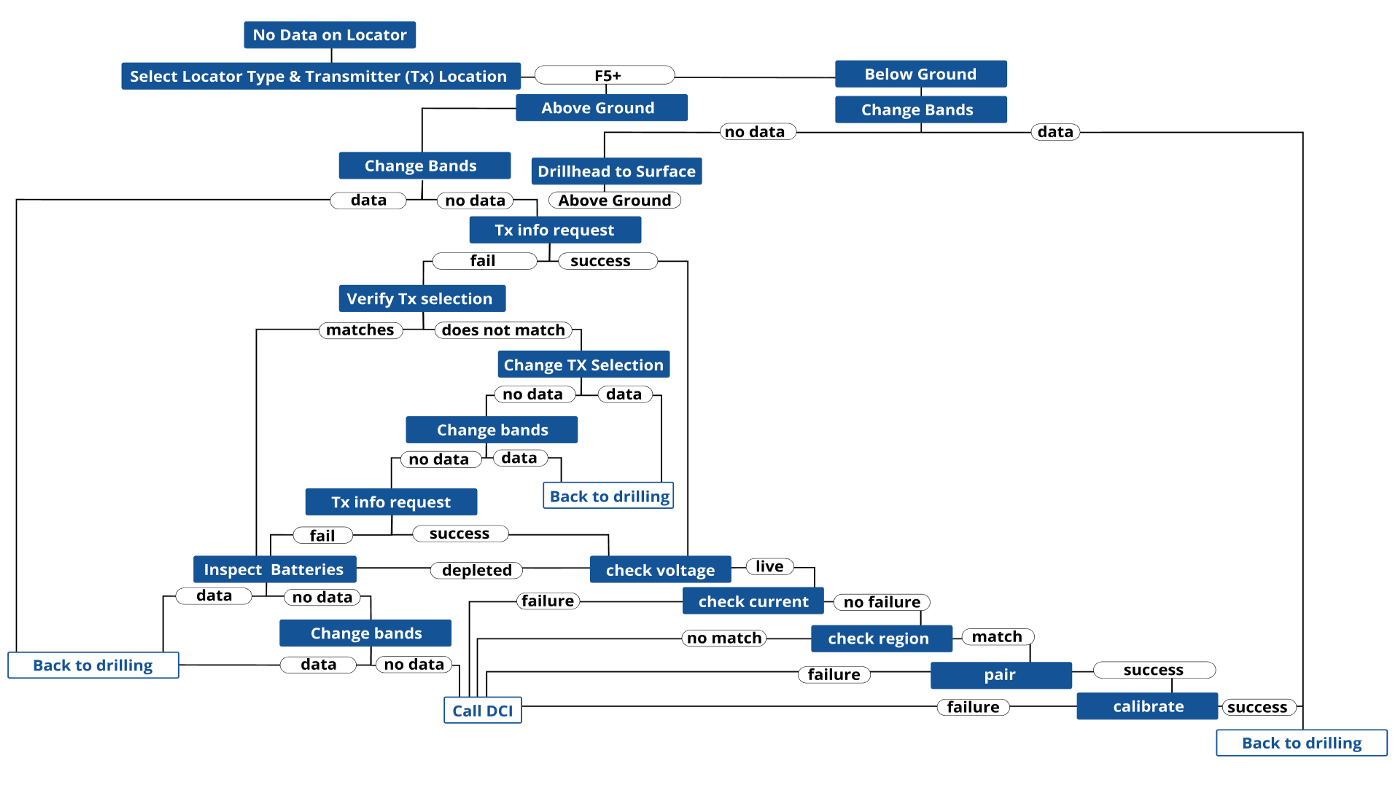 No Data on Locator
Select Locator Type & Transmitter (Tx) Location
F5+
Below Ground
Above Ground
Change Bands
no data
data
Change Bands
Drillhead to Surface
data
no data
Above Ground
Tx info request
fail
success
Verify Tx selection
matches
does not match
Change TX Selection
no data
data
Change bands
no data
data
Back to drilling
Tx info request
fail
success
Inspect Batteries
depleted
check voltage
live
data
no data
failure
check current
no failure
Change bands
no match
check region
match
Back to drilling
data
no data
failure
pair
success
Call DCI
failure
calibrate
success
Back to drilling